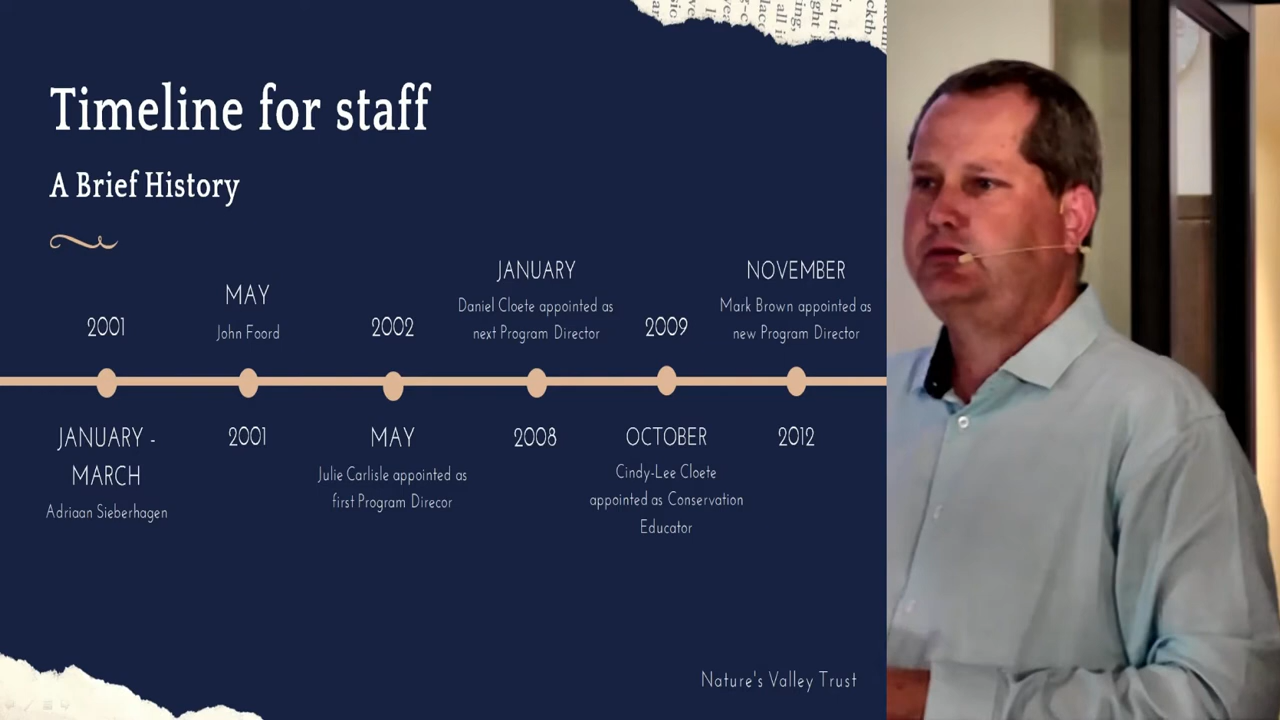 Timeline for staff
A Brief History
2001
JANUARY -
MARCH
Adriaan Sieberhagen
MAY
John Foord
2001
2002
MAY
Julie Carlisle appointed as
first Program Direcor
JANUARY
Daniel Cloete appointed as
next Program Director
2008
2009
OCTOBER
Cindy-Lee Cloete
appointed as Conservation
Educator
NOVEMBER
Mark Brown appointed as
new Program Director
2012
Nature's Valley Trust